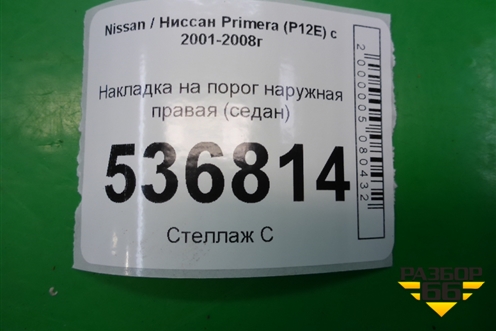 Nissan / Ниссан Primera (P12E) с
2001-2008г
Накладка на порог наружная
правая (седан)
536814
Стеллаж С
2000005080432
РАЗБОР
66